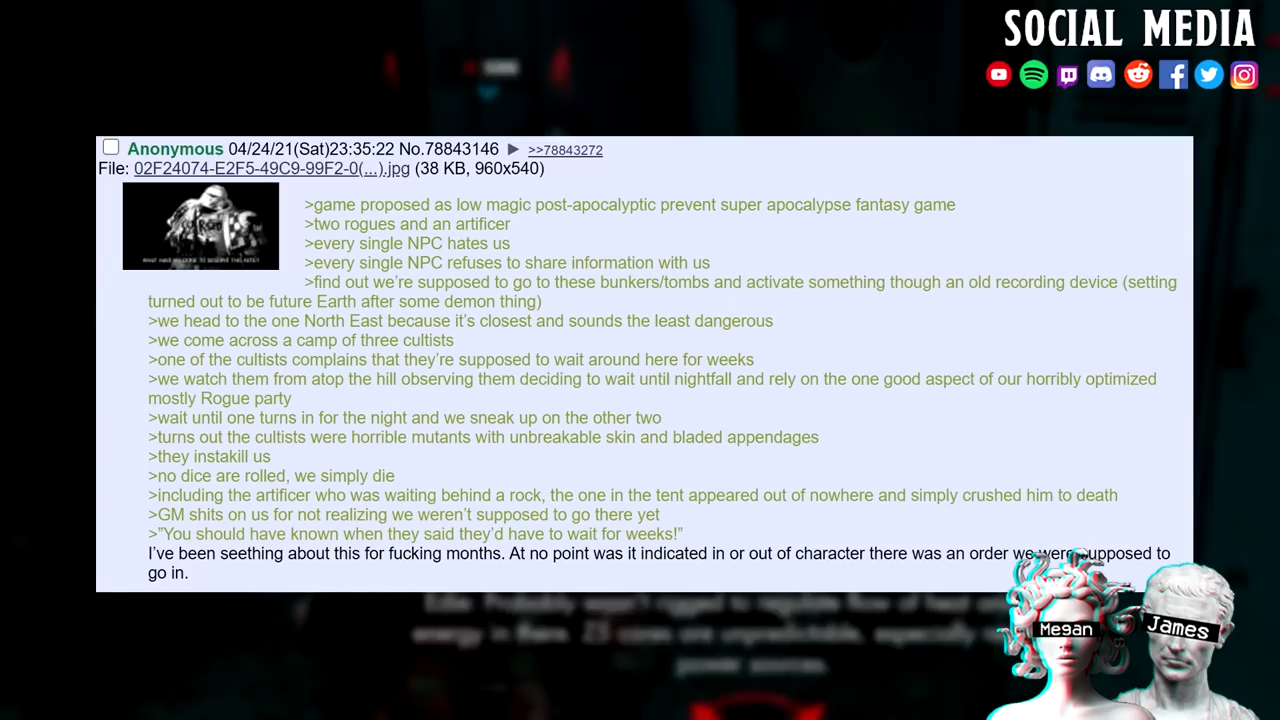 SOCIAL MEDIA
Anonymous 04/24/21(Sat)23:35:22 No.78843146 ▶ >>78843272
File: 02F24074-E2F5-49C9-99F2-0(...).jpg (38 KB, 960x540)
>game proposed as low magic post-apocalyptic prevent super apocalypse fantasy game
>two rogues and an artificer
>every single NPC hates us
>every single NPC refuses to share information with us
>find out we're supposed to go to these bunkers/tombs and activate something though an old recording device (setting
turned out to be future Earth after some demon thing)
>we head to the one North East because it's closest and sounds the least dangerous
>we come across a camp of three cultists
>one of the cultists complains that they're supposed to wait around here for weeks
>we watch them from atop the hill observing them deciding to wait until nightfall and rely on the one good aspect of our horribly optimized
mostly Rogue party
>wait until one turns in for the night and we sneak up on the other two
>turns out the cultists were horrible mutants with unbreakable skin and bladed appendages
>they instakill us
>no dice are rolled, we simply die
>including the artificer who was waiting behind a rock, the one in the tent appeared out of nowhere and simply crushed him to death
>GM shits on us for not realizing we weren't supposed to go there yet
>"You should have known when they said they'd have to wait for weeks!"
I've been seething about this for fucking months. At no point was it indicated in or out of character there was an order we were supposed to
go in.
Megan
James